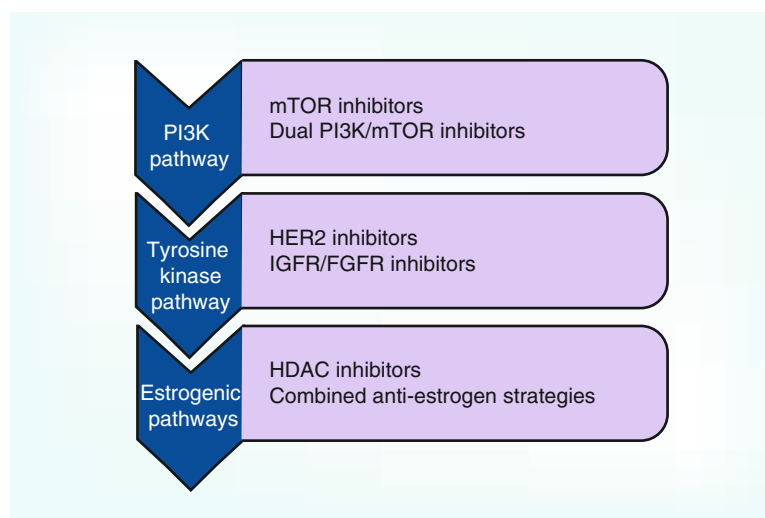 PI3K
pathway
mTOR inhibitors
Dual PI3K/mTOR inhibitors
Tyrosine
kinase
pathway
HER2 inhibitors
IGFR/FGFR inhibitors
Estrogenic
pathways
HDAC inhibitors
Combined anti-estrogen strategies